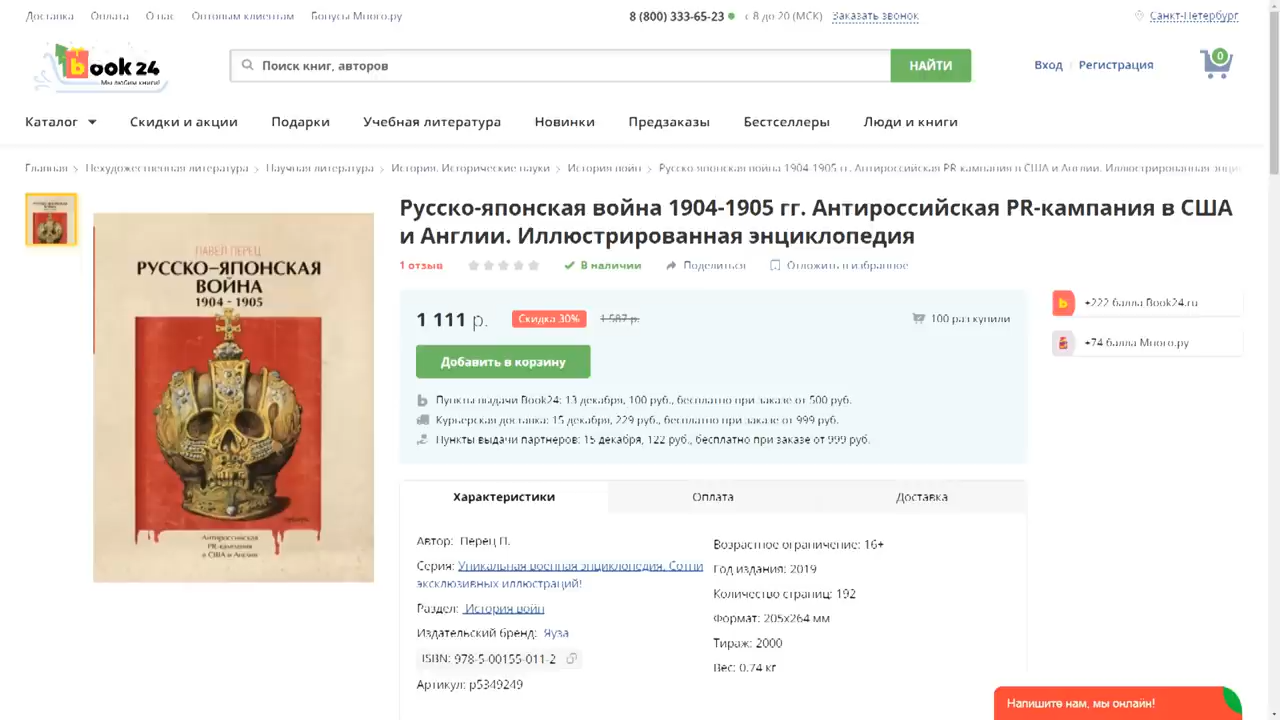 Доставка Оплата О нас Оптовым клиентам Бонусы Много.ру
8 (800) 333-65-23 с 8 до 20 (МСК) Заказать звонок
Санкт-Петербург
book 24
Мы любим книги!
Поиск книг, авторов
НАЙТИ
Вход Регистрация
0
Каталог Скидки и акции Подарки Учебная литература Новинки Предзаказы Бестселлеры Люди и книги
Главная > Нехудожественная литература > Научная литература > История. Исторические науки > История войн > Русско-японская война 1904-1905 гг. Антироссийская PR-кампания в США и Англии. Иллюстрированная
Русско-японская война 1904-1905 гг. Антироссийская PR-кампания в США
и Англии. Иллюстрированная энциклопедия
1 отзыв В наличии Поделиться Отложить в избранное
ПАВЕЛ ПЕРЕЦ
РУССКО-ЯПОНСКАЯ
ВОЙНА
1904 - 1905
Антироссийская
PR-кампания
в США и Англии
1 111 р. Скидка 30% 1 587 р. 100 раз купили
Добавить в корзину
Пункты выдачи Book24: 13 декабря, 100 руб., бесплатно при заказе от 500 руб.
Курьерская доставка: 15 декабря, 229 руб., бесплатно при заказе от 999 руб.
Пункты выдачи партнеров: 15 декабря, 122 руб., бесплатно при заказе от 999 руб.
+222 балла Book24.ru
+74 балла Много.ру
Характеристики Оплата Доставка
Автор: Перец П.
Серия: Уникальная военная энциклопедия. Сотни
эксклюзивных иллюстраций!
Раздел: История войн
Издательский бренд: Яуза
ISBN: 978-5-00155-011-2
Артикул: p5349249
Возрастное ограничение: 16+
Год издания: 2019
Количество страниц: 192
Формат: 205x264 мм
Тираж: 2000
Вес: 0.74 кг
Напишите нам, мы онлайн!